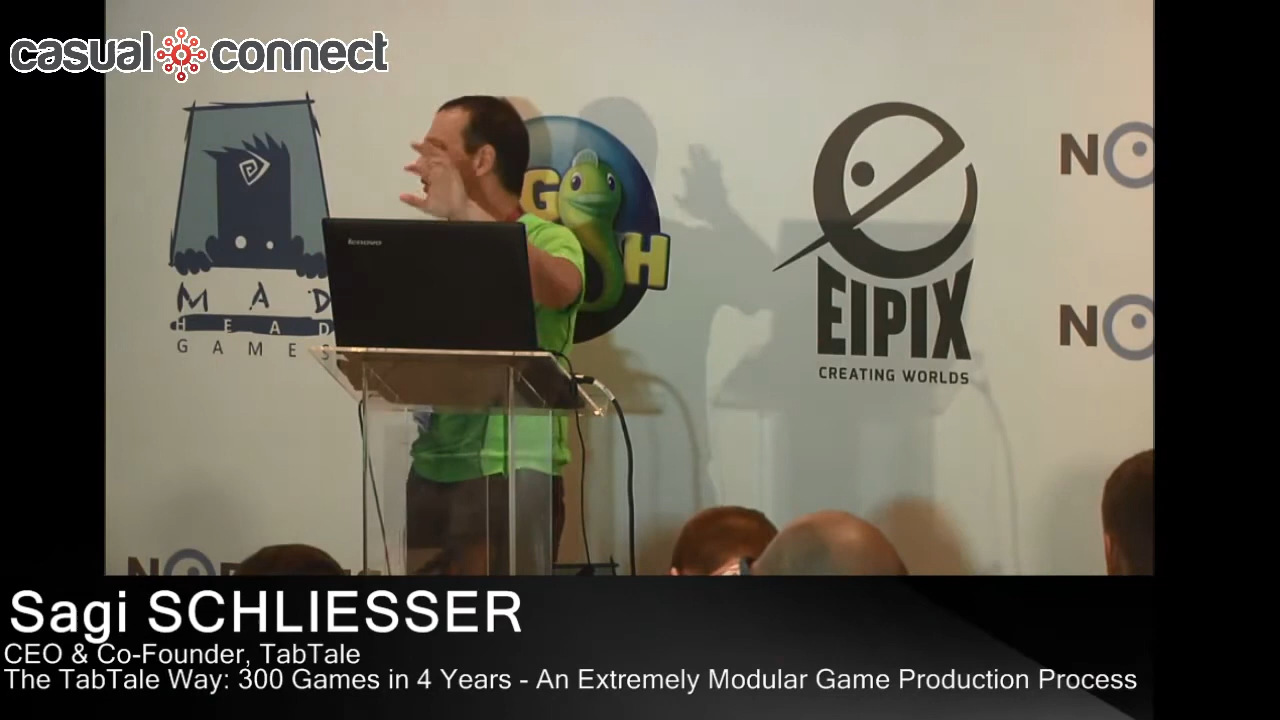 casual connect
MAD
HEAD
GAMES
lenovo
G
SH
EIPIX
CREATING WORLDS
NO
NO
Sagi SCHLIESSER
CEO & Co-Founder, TabTale
The TabTale Way: 300 Games in 4 Years - An Extremely Modular Game Production Process